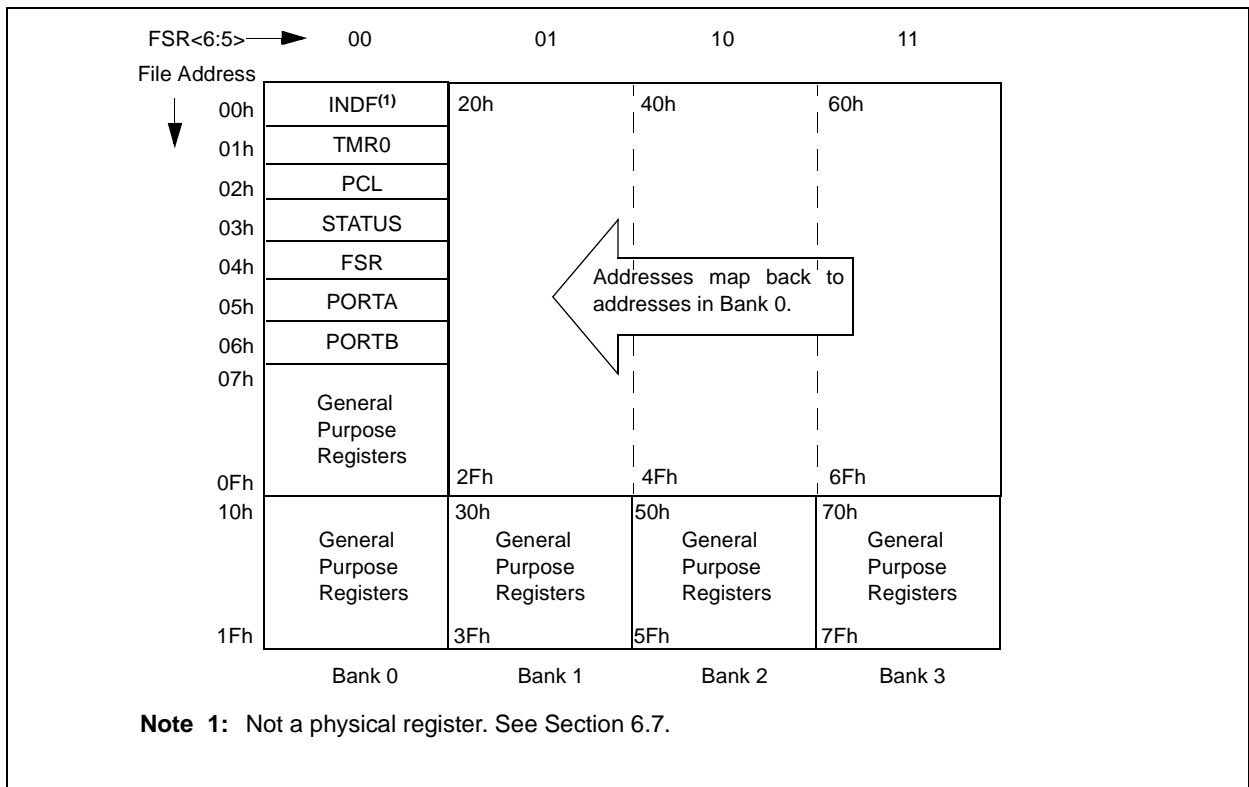 FSR<6:5> 00 01 10 11
File Address
00h INDF(1) 20h 40h 60h
01h TMR0
02h PCL
03h STATUS
04h FSR
Addresses map back to
addresses in Bank 0.
05h PORTA
06h PORTB
07h
General
Purpose
Registers
0Fh 2Fh 4Fh 6Fh
10h 30h 50h 70h
General General General General
Purpose Purpose Purpose Purpose
Registers Registers Registers Registers
1Fh 3Fh 5Fh 7Fh
Bank 0 Bank 1 Bank 2 Bank 3
Note 1: Not a physical register. See Section 6.7.